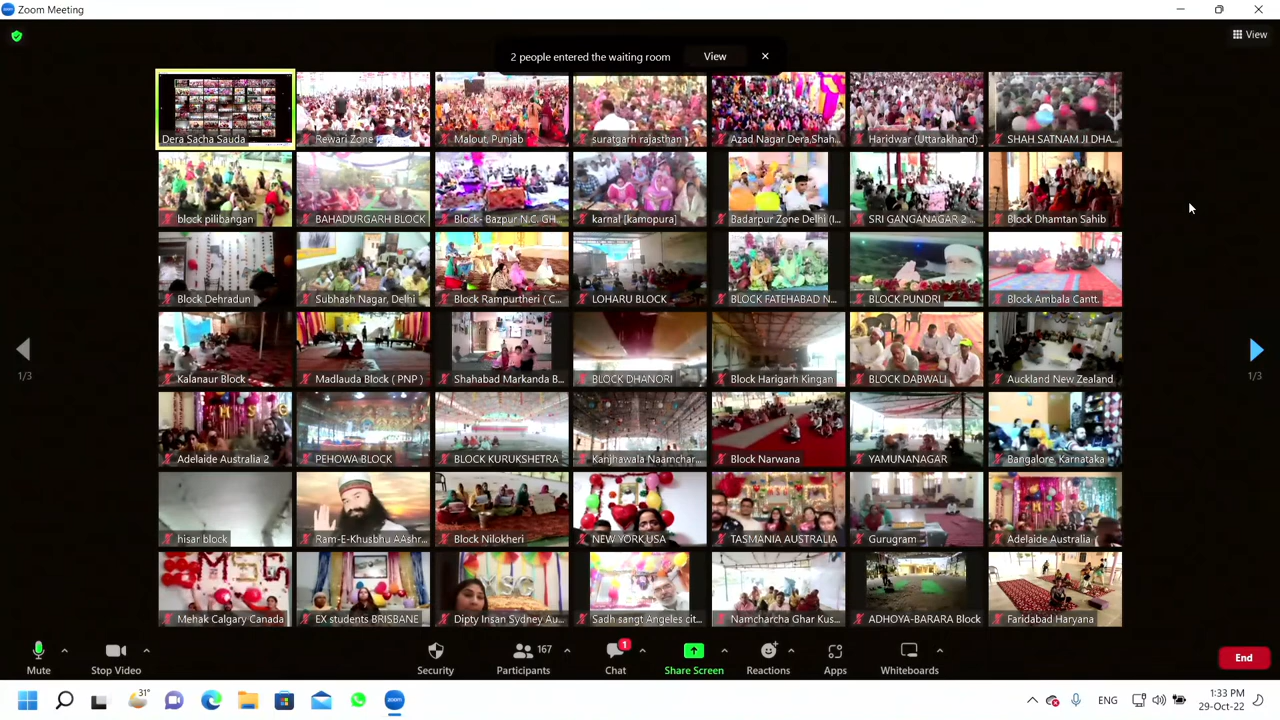 Zoom Meeting
View
2 people entered the waiting room View
Dera Sacha Sauda
Rewari Zone
Malout, Punjab
suratgarh rajasthan
Azad Nagar Dera,Shah...
Haridwar (Uttarakhand)
SHAH SATNAM JI DHA...
block pilibangan
BAHADURGARH BLOCK
Block- Bazpur N.C. GH...
karnal [kamopura]
Badarpur Zone Delhi (I...
SRI GANGANAGAR 2 ...
Block Dhamtan Sahib
Block Dehradun
Subhash Nagar, Delhi
Block Rampurtheri ( C...
LOHARU BLOCK
BLOCK FATEHABAD N...
BLOCK PUNDRI
Block Ambala Cantt.
Kalanaur Block -
Madlauda Block ( PNP )
Shahabad Markanda B...
BLOCK DHANORI
Block Harigarh Kingan
BLOCK DABWALI
Auckland New Zealand
1/3
1/3
Adelaide Australia 2
PEHOWA BLOCK
BLOCK KURUKSHETRA
Kanjhawala Naamchar...
Block Narwana
YAMUNANAGAR
Bangalore, Karnataka
hisar block
Ram-E-Khusbhu AAshr...
Block Nilokheri
NEW YORK,USA
TASMANIA AUSTRALIA
Gurugram
Adelaide Australia
Mehak Calgary Canada
EX students BRISBANE
Dipty Insan Sydney Au...
Sadh sangt Angeles cit...
Namcharcha Ghar Kus...
ADHOYA-BARARA Block
Faridabad Haryana
167
1
Mute
Stop Video
Security
Participants
Chat
Share Screen
Reactions
Apps
Whiteboards
End
31°
zoom
ENG
1:33 PM
29-Oct-22